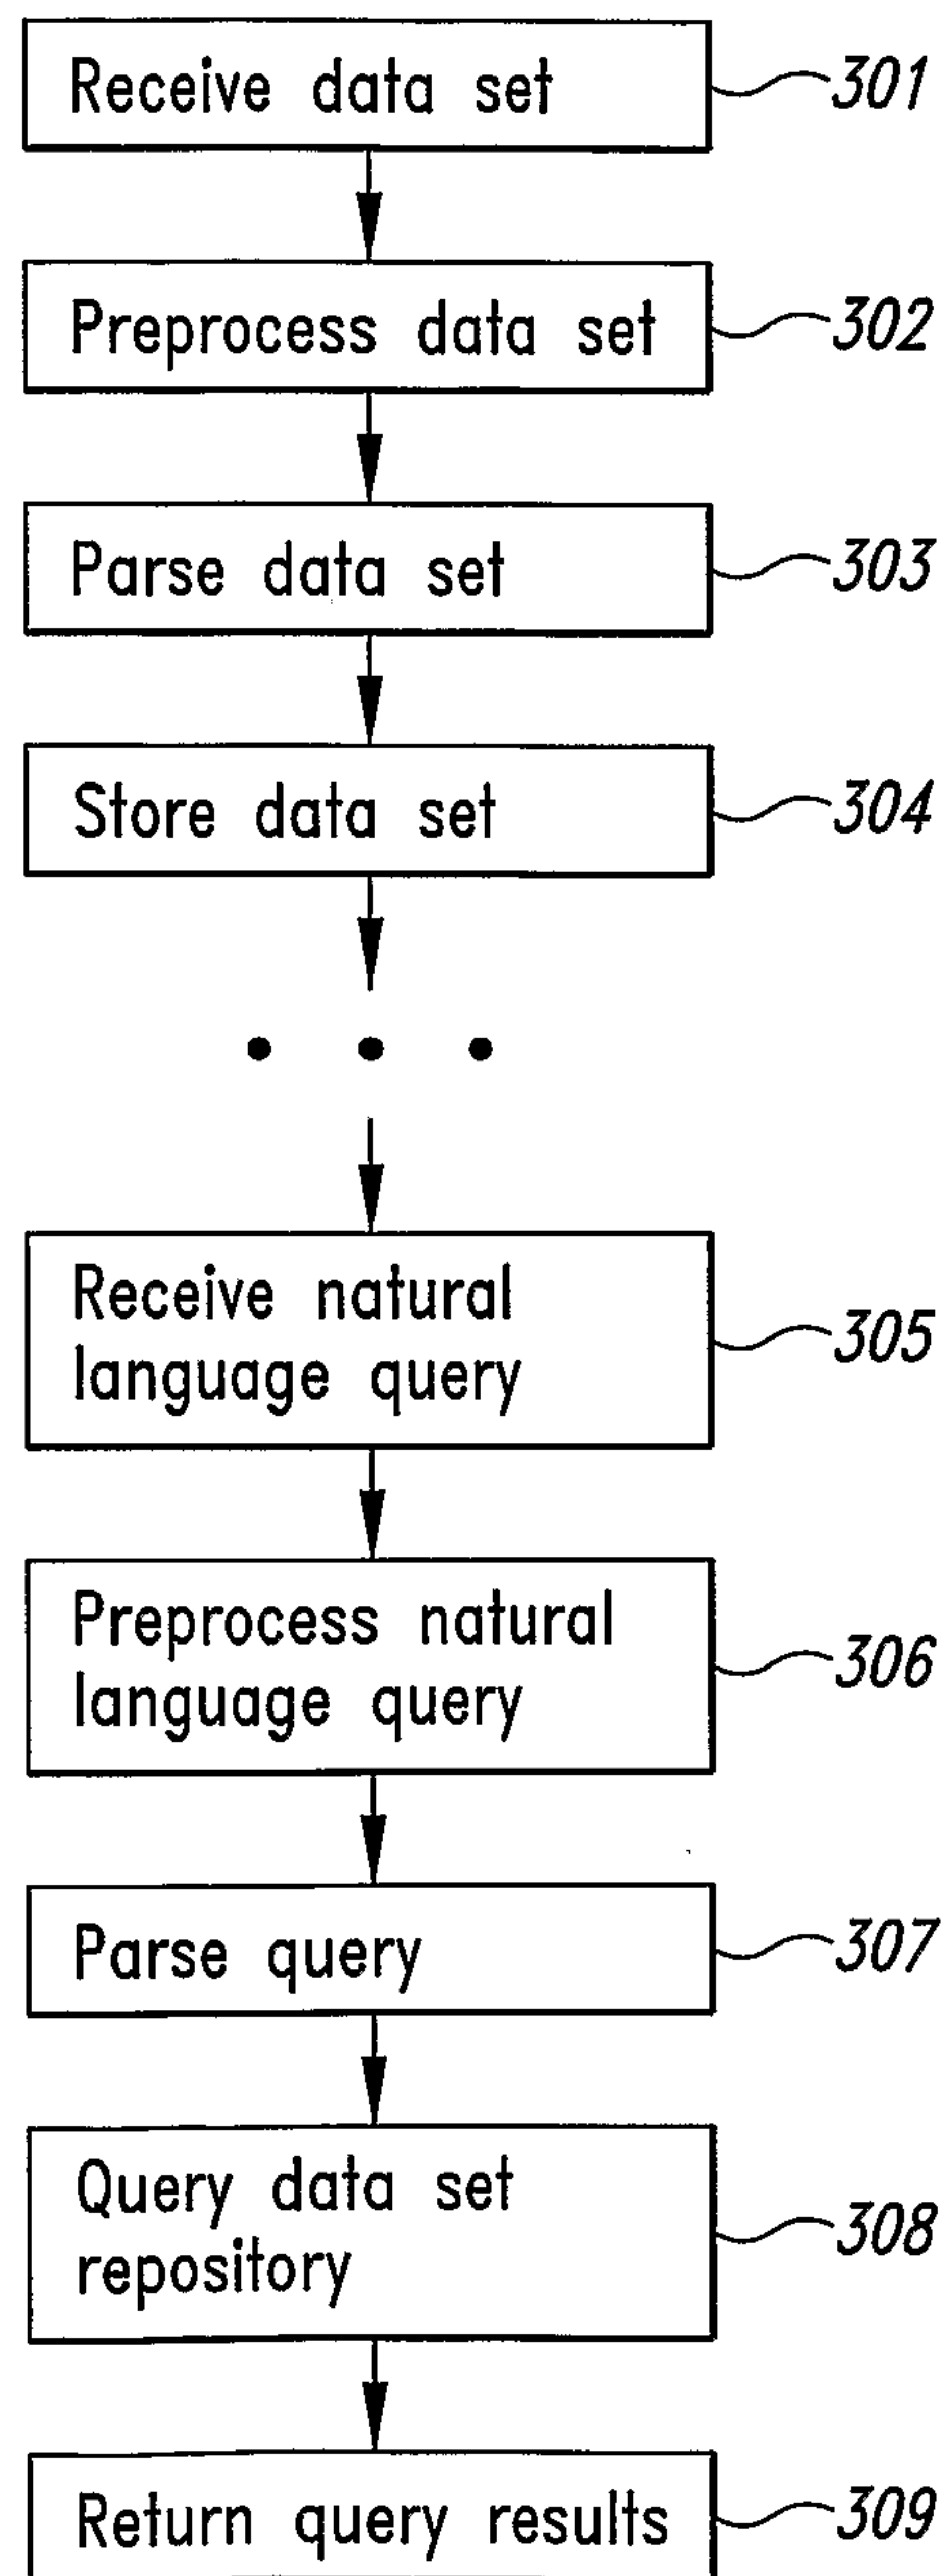 Receive data set
301
Preprocess data set
302
Parse data set
303
Store data set
304
• • •
Receive natural
language query
305
Preprocess natural
language query
306
Parse query
307
Query data set
repository
308
Return query results
309